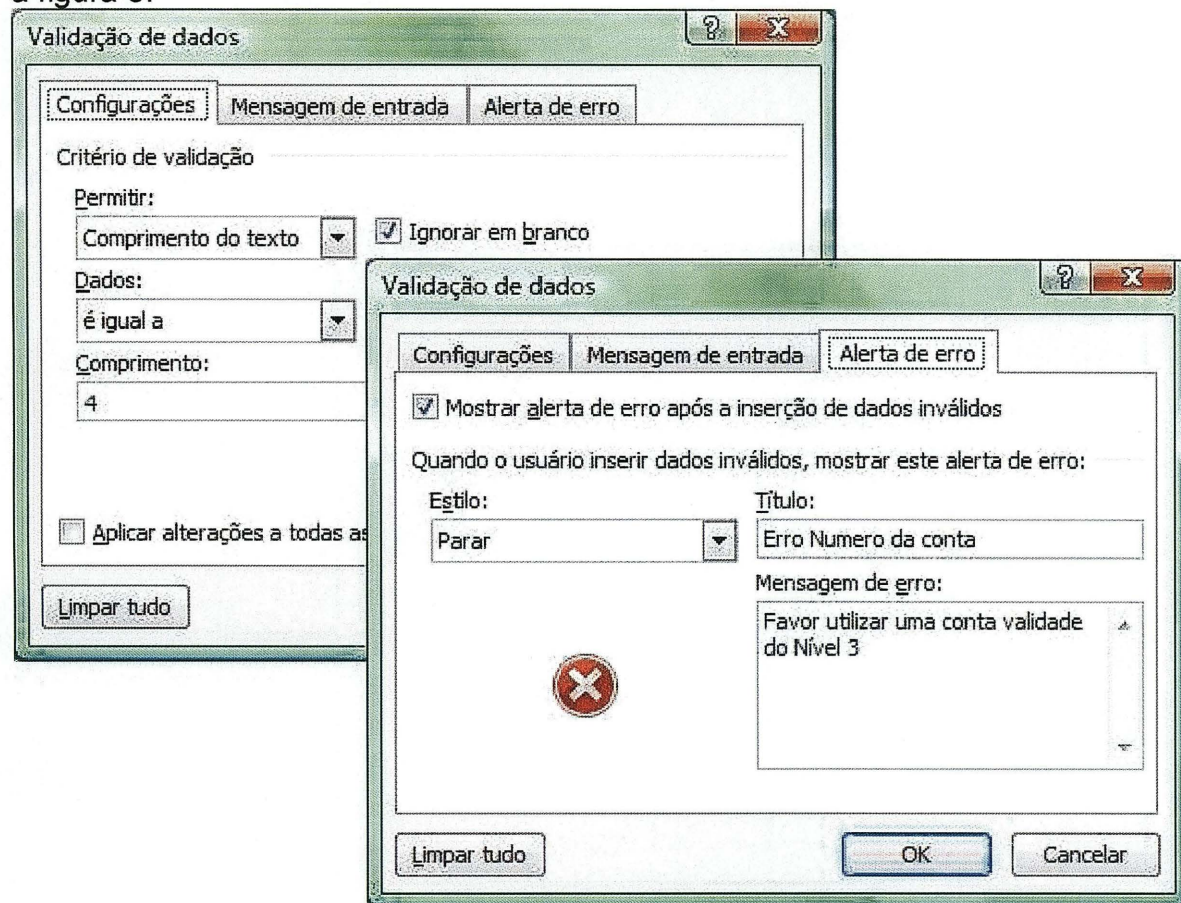 a figura 3.
Validação de dados
Configurações Mensagem de entrada Alerta de erro
Critério de validação
Permitir:
Comprimento do texto Ignorar em branco
Dados:
é igual a
Comprimento:
4
Aplicar alterações a todas as
Limpar tudo
Validação de dados
Configurações Mensagem de entrada Alerta de erro
Mostrar alerta de erro após a inserção de dados inválidos
Quando o usuário inserir dados inválidos, mostrar este alerta de erro:
Estilo: Título:
Parar Erro Numero da conta
Mensagem de erro:
Favor utilizar uma conta validade
do Nível 3
Limpar tudo OK Cancelar